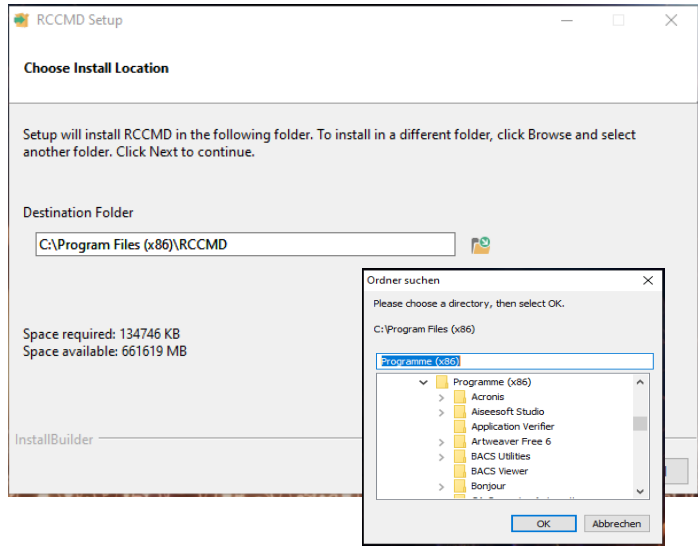 RCCMD Setup
Choose Install Location
Setup will install RCCMD in the following folder. To install in a different folder, click Browse and select
another folder. Click Next to continue.
Destination Folder
C:\Program Files (x86)\RCCMD
Space required: 134746 KB
Space available: 661619 MB
InstallBuilder
Ordner suchen
Please choose a directory, then select OK.
C:\Program Files (x86)
Programme (x86)
Programme (x86)
Acronis
Aiseesoft Studio
Application Verifier
Artweaver Free 6
BACS Utilities
BACS Viewer
Bonjour
OK
Abbrechen